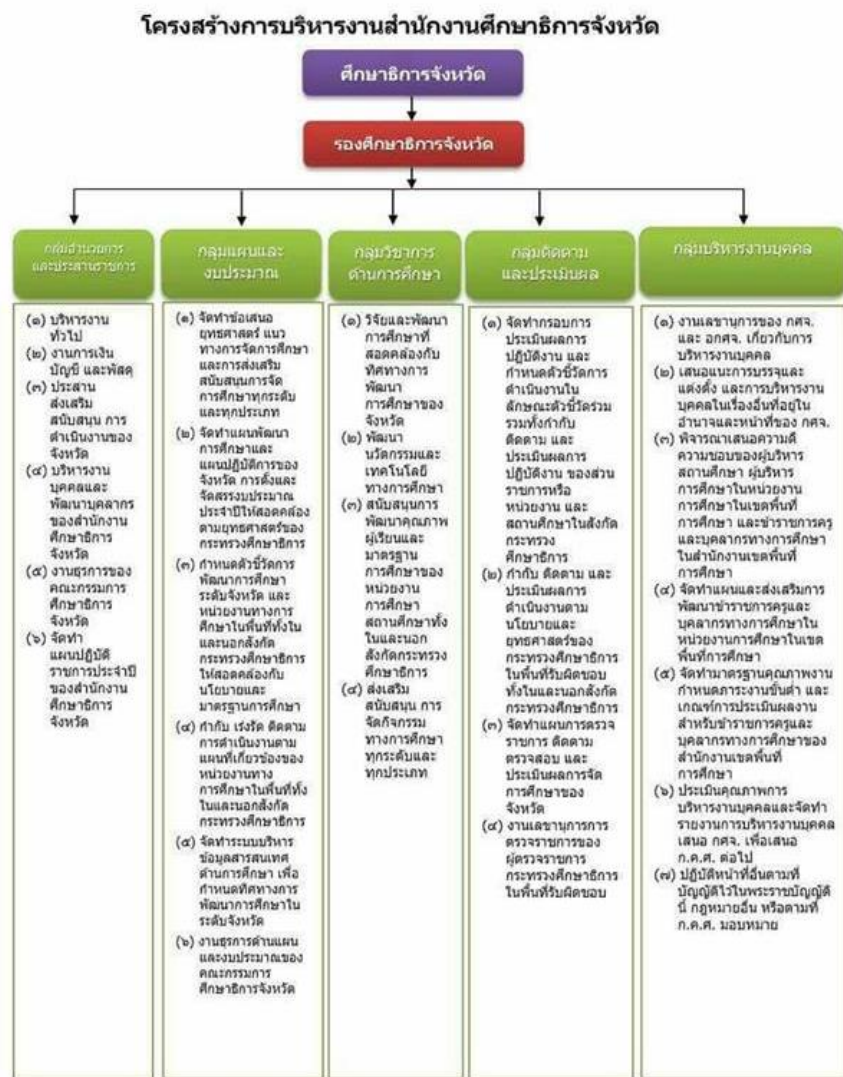 โครงสร้างการบริหารงานสำนักงานศึกษาธิการจังหวัด
ศึกษาธิการจังหวัด
รองศึกษาธิการจังหวัด
กลุ่มอำนวยการ
และประสานราชการ
(๑) บริหารงาน
ทั่วไป
(๒) งานการเงิน
บัญชี และพัสดุ
(๓) ประสาน
ส่งเสริม
สนับสนุน การ
ดำเนินงานของ
จังหวัด
(๔) บริหารงาน
บุคคลและ
พัฒนาบุคลากร
ของสำนักงาน
ศึกษาธิการ
จังหวัด
(๕) งานธุรการของ
คณะกรรมการ
ศึกษาธิการ
จังหวัด
(๖) จัดทำ
แผนปฏิบัติ
ราชการประจำปี
ของสำนักงาน
ศึกษาธิการ
จังหวัด
กลุ่มแผนและ
งบประมาณ
(๑) จัดทำข้อเสนอ
ยุทธศาสตร์ แนว
ทางการจัดการศึกษา
และการส่งเสริม
สนับสนุนการจัด
การศึกษาทุกระดับ
และทุกประเภท
(๒) จัดทำแผนพัฒนา
การศึกษาและ
แผนปฏิบัติการของ
จังหวัด การตั้งและ
จัดสรรงบประมาณ
ประจำปีให้สอดคล้อง
ตามยุทธศาสตร์ของ
กระทรวงศึกษาธิการ
(๓) กำหนดตัวชี้วัดการ
พัฒนาการศึกษา
ระดับจังหวัด และ
หน่วยงานทางการ
ศึกษาในพื้นที่ทั้งใน
และนอกสังกัด
กระทรวงศึกษาธิการ
ให้สอดคล้องกับ
นโยบายและ
มาตรฐานการศึกษา
(๔) กำกับ เร่งรัด ติดตาม
การดำเนินงานตาม
แผนที่เกี่ยวข้องของ
หน่วยงานทาง
การศึกษาในพื้นที่ทั้ง
ในและนอกสังกัด
กระทรวงศึกษาธิการ
(๕) จัดทำระบบบริหาร
ข้อมูลสารสนเทศ
ด้านการศึกษา เพื่อ
กำหนดทิศทางการ
พัฒนาการศึกษาใน
ระดับจังหวัด
(๖) งานธุรการด้านแผน
และงบประมาณของ
คณะกรรมการ
ศึกษาธิการจังหวัด
กลุ่มวิชาการ
ด้านการศึกษา
(๑) วิจัยและพัฒนา
การศึกษาที่
สอดคล้องกับ
ทิศทางการ
พัฒนา
การศึกษาของ
จังหวัด
(๒) พัฒนา
นวัตกรรมและ
เทคโนโลยี
ทางการศึกษา
(๓) สนับสนุนการ
พัฒนาคุณภาพ
ผู้เรียนและ
มาตรฐาน
การศึกษาของ
หน่วยงาน
การศึกษา
สถานศึกษาทั้ง
ในและนอก
สังกัดกระทรวง
ศึกษาธิการ
(๔) ส่งเสริม
สนับสนุน การ
จัดกิจกรรม
ทางการศึกษา
ทุกระดับและ
ทุกประเภท
กลุ่มติดตาม
และประเมินผล
(๑) จัดทำกรอบการ
ประเมินผลการ
ปฏิบัติงาน และ
กำหนดตัวชี้วัดการ
ดำเนินงานใน
ลักษณะตัวชี้วัดร่วม
รวมทั้งกำกับ
ติดตาม และ
ประเมินผลการ
ปฏิบัติงาน ของส่วน
ราชการหรือ
หน่วยงาน และ
สถานศึกษาในสังกัด
กระทรวง
ศึกษาธิการ
(๒) กำกับ ติดตาม และ
ประเมินผลการ
ดำเนินงานตาม
นโยบายและ
ยุทธศาสตร์ของ
กระทรวงศึกษาธิการ
ในพื้นที่รับผิดชอบ
ทั้งในและนอกสังกัด
กระทรวงศึกษาธิการ
(๓) จัดทำแผนการตรวจ
ราชการ ติดตาม
ตรวจสอบ และ
ประเมินผลการจัด
การศึกษาของ
จังหวัด
(๔) งานเลขานุการการ
ตรวจราชการของ
ผู้ตรวจราชการ
กระทรวงศึกษาธิการ
ในพื้นที่รับผิดชอบ
กลุ่มบริหารงานบุคคล
(๑) งานเลขานุการของ กศจ.
และ อกศจ. เกี่ยวกับการ
บริหารงานบุคคล
(๒) เสนอแนะการบรรจุและ
แต่งตั้ง และการบริหารงาน
บุคคลในเรื่องอื่นที่อยู่ใน
อำนาจและหน้าที่ของ กศจ.
(๓) พิจารณาเสนอความดี
ความชอบของผู้บริหาร
สถานศึกษา ผู้บริหาร
การศึกษาในหน่วยงาน
การศึกษาในเขตพื้นที่
การศึกษา และข้าราชการครู
และบุคลากรทางการศึกษา
ในสำนักงานเขตพื้นที่
การศึกษา
(๔) จัดทำแผนและส่งเสริมการ
พัฒนาข้าราชการครูและ
บุคลากรทางการศึกษาใน
หน่วยงานการศึกษาในเขต
พื้นที่การศึกษา
(๕) จัดทำมาตรฐานคุณภาพงาน
กำหนดภาระงานขั้นต่ำ และ
เกณฑ์การประเมินผลงาน
สำหรับข้าราชการครูและ
บุคลากรทางการศึกษาของ
สำนักงานเขตพื้นที่
การศึกษา
(๖) ประเมินคุณภาพการ
บริหารงานบุคคลและจัดทำ
รายงานการบริหารงานบุคคล
เสนอ กศจ. เพื่อเสนอ
ก.ค.ศ. ต่อไป
(๗) ปฏิบัติหน้าที่อื่นตามที่
บัญญัติไว้ในพระราชบัญญัติ
นี้ กฎหมายอื่น หรือตามที่
ก.ค.ศ. มอบหมาย